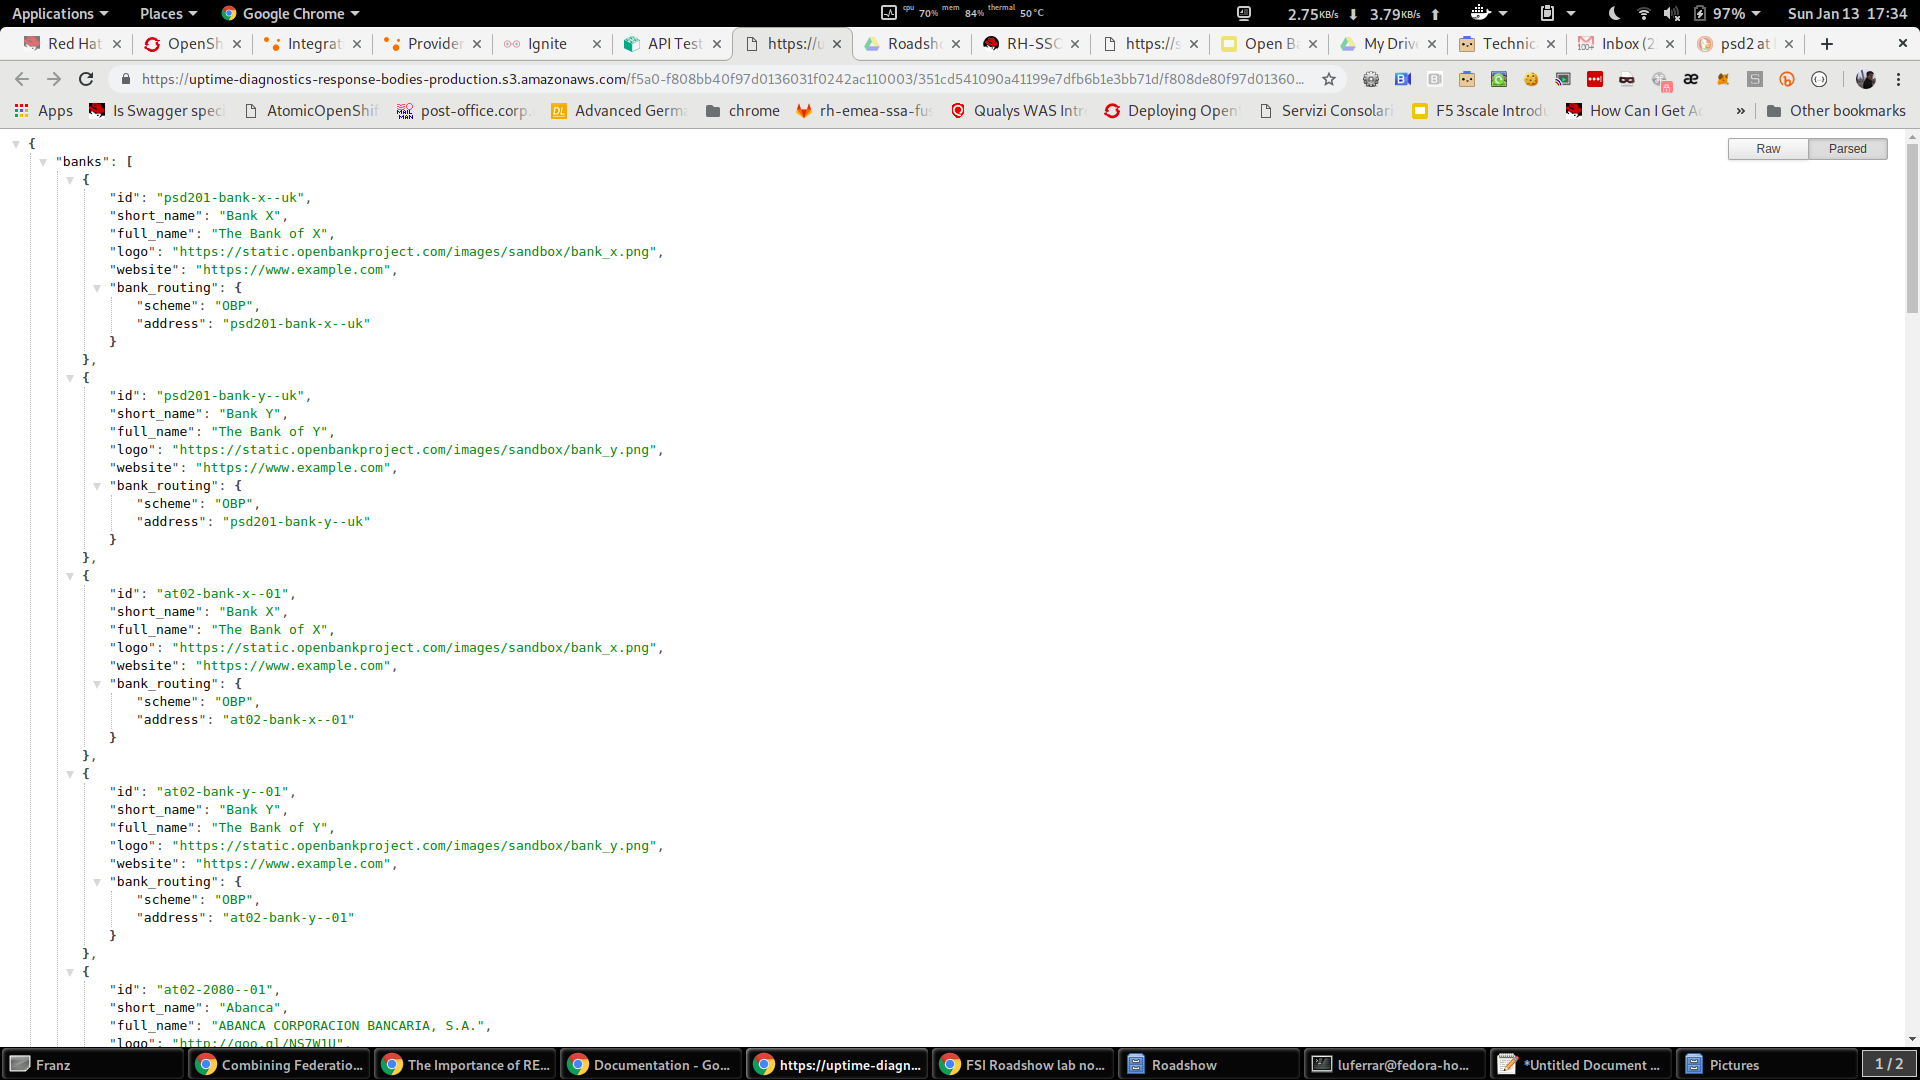 Applications Places Google Chrome cpu 70% mem 84% thermal 50°C 2.75KB/s 3.79KB/s 97% Sun Jan 13 17:34
Red Hat OpenSh Integrati Provider Ignite API Test https://u Roadsho RH-SSO https://s Open Ba My Drive Technic Inbox (2 psd2 at
https://uptime-diagnostics-response-bodies-production.s3.amazonaws.com/f5a0-f808bb40f97d0136031f0242ac110003/351cd541090a41199e7dfb6b1e3bb71d/f808de80f97d01360...
Apps Is Swagger spec AtomicOpenShif post-office.corp. Advanced Germa chrome rh-emea-ssa-fus Qualys WAS Intr Deploying Open Servizi Consolari F5 3scale Introdu How Can I Get Ac » Other bookmarks
Raw Parsed
{
"banks": [
{
"id": "psd201-bank-x--uk",
"short_name": "Bank X",
"full_name": "The Bank of X",
"logo": "https://static.openbankproject.com/images/sandbox/bank_x.png",
"website": "https://www.example.com",
"bank_routing": {
"scheme": "OBP",
"address": "psd201-bank-x--uk"
}
},
{
"id": "psd201-bank-y--uk",
"short_name": "Bank Y",
"full_name": "The Bank of Y",
"logo": "https://static.openbankproject.com/images/sandbox/bank_y.png",
"website": "https://www.example.com",
"bank_routing": {
"scheme": "OBP",
"address": "psd201-bank-y--uk"
}
},
{
"id": "at02-bank-x--01",
"short_name": "Bank X",
"full_name": "The Bank of X",
"logo": "https://static.openbankproject.com/images/sandbox/bank_x.png",
"website": "https://www.example.com",
"bank_routing": {
"scheme": "OBP",
"address": "at02-bank-x--01"
}
},
{
"id": "at02-bank-y--01",
"short_name": "Bank Y",
"full_name": "The Bank of Y",
"logo": "https://static.openbankproject.com/images/sandbox/bank_y.png",
"website": "https://www.example.com",
"bank_routing": {
"scheme": "OBP",
"address": "at02-bank-y--01"
}
},
{
"id": "at02-2080--01",
"short_name": "Abanca",
"full_name": "ABANCA CORPORACION BANCARIA, S.A.",
"logo": "http://goo.gl/NS7W1U",
Franz Combining Federatio... The Importance of RE... Documentation - Go... https://uptime-diagn... FSI Roadshow lab no... Roadshow luferrar@fedora-ho... *Untitled Document ... Pictures 1 / 2